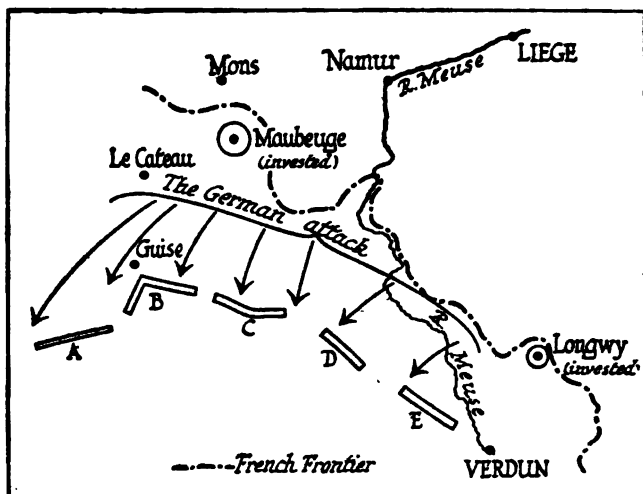 Mons
Namur
LIEGE
R. Meuse
Maubeuge
(invested)
Le Cateau
The German attack
Guise
B
A
C
D
E
R. Meuse
Longwy
(invested)
VERDUN
French Frontier